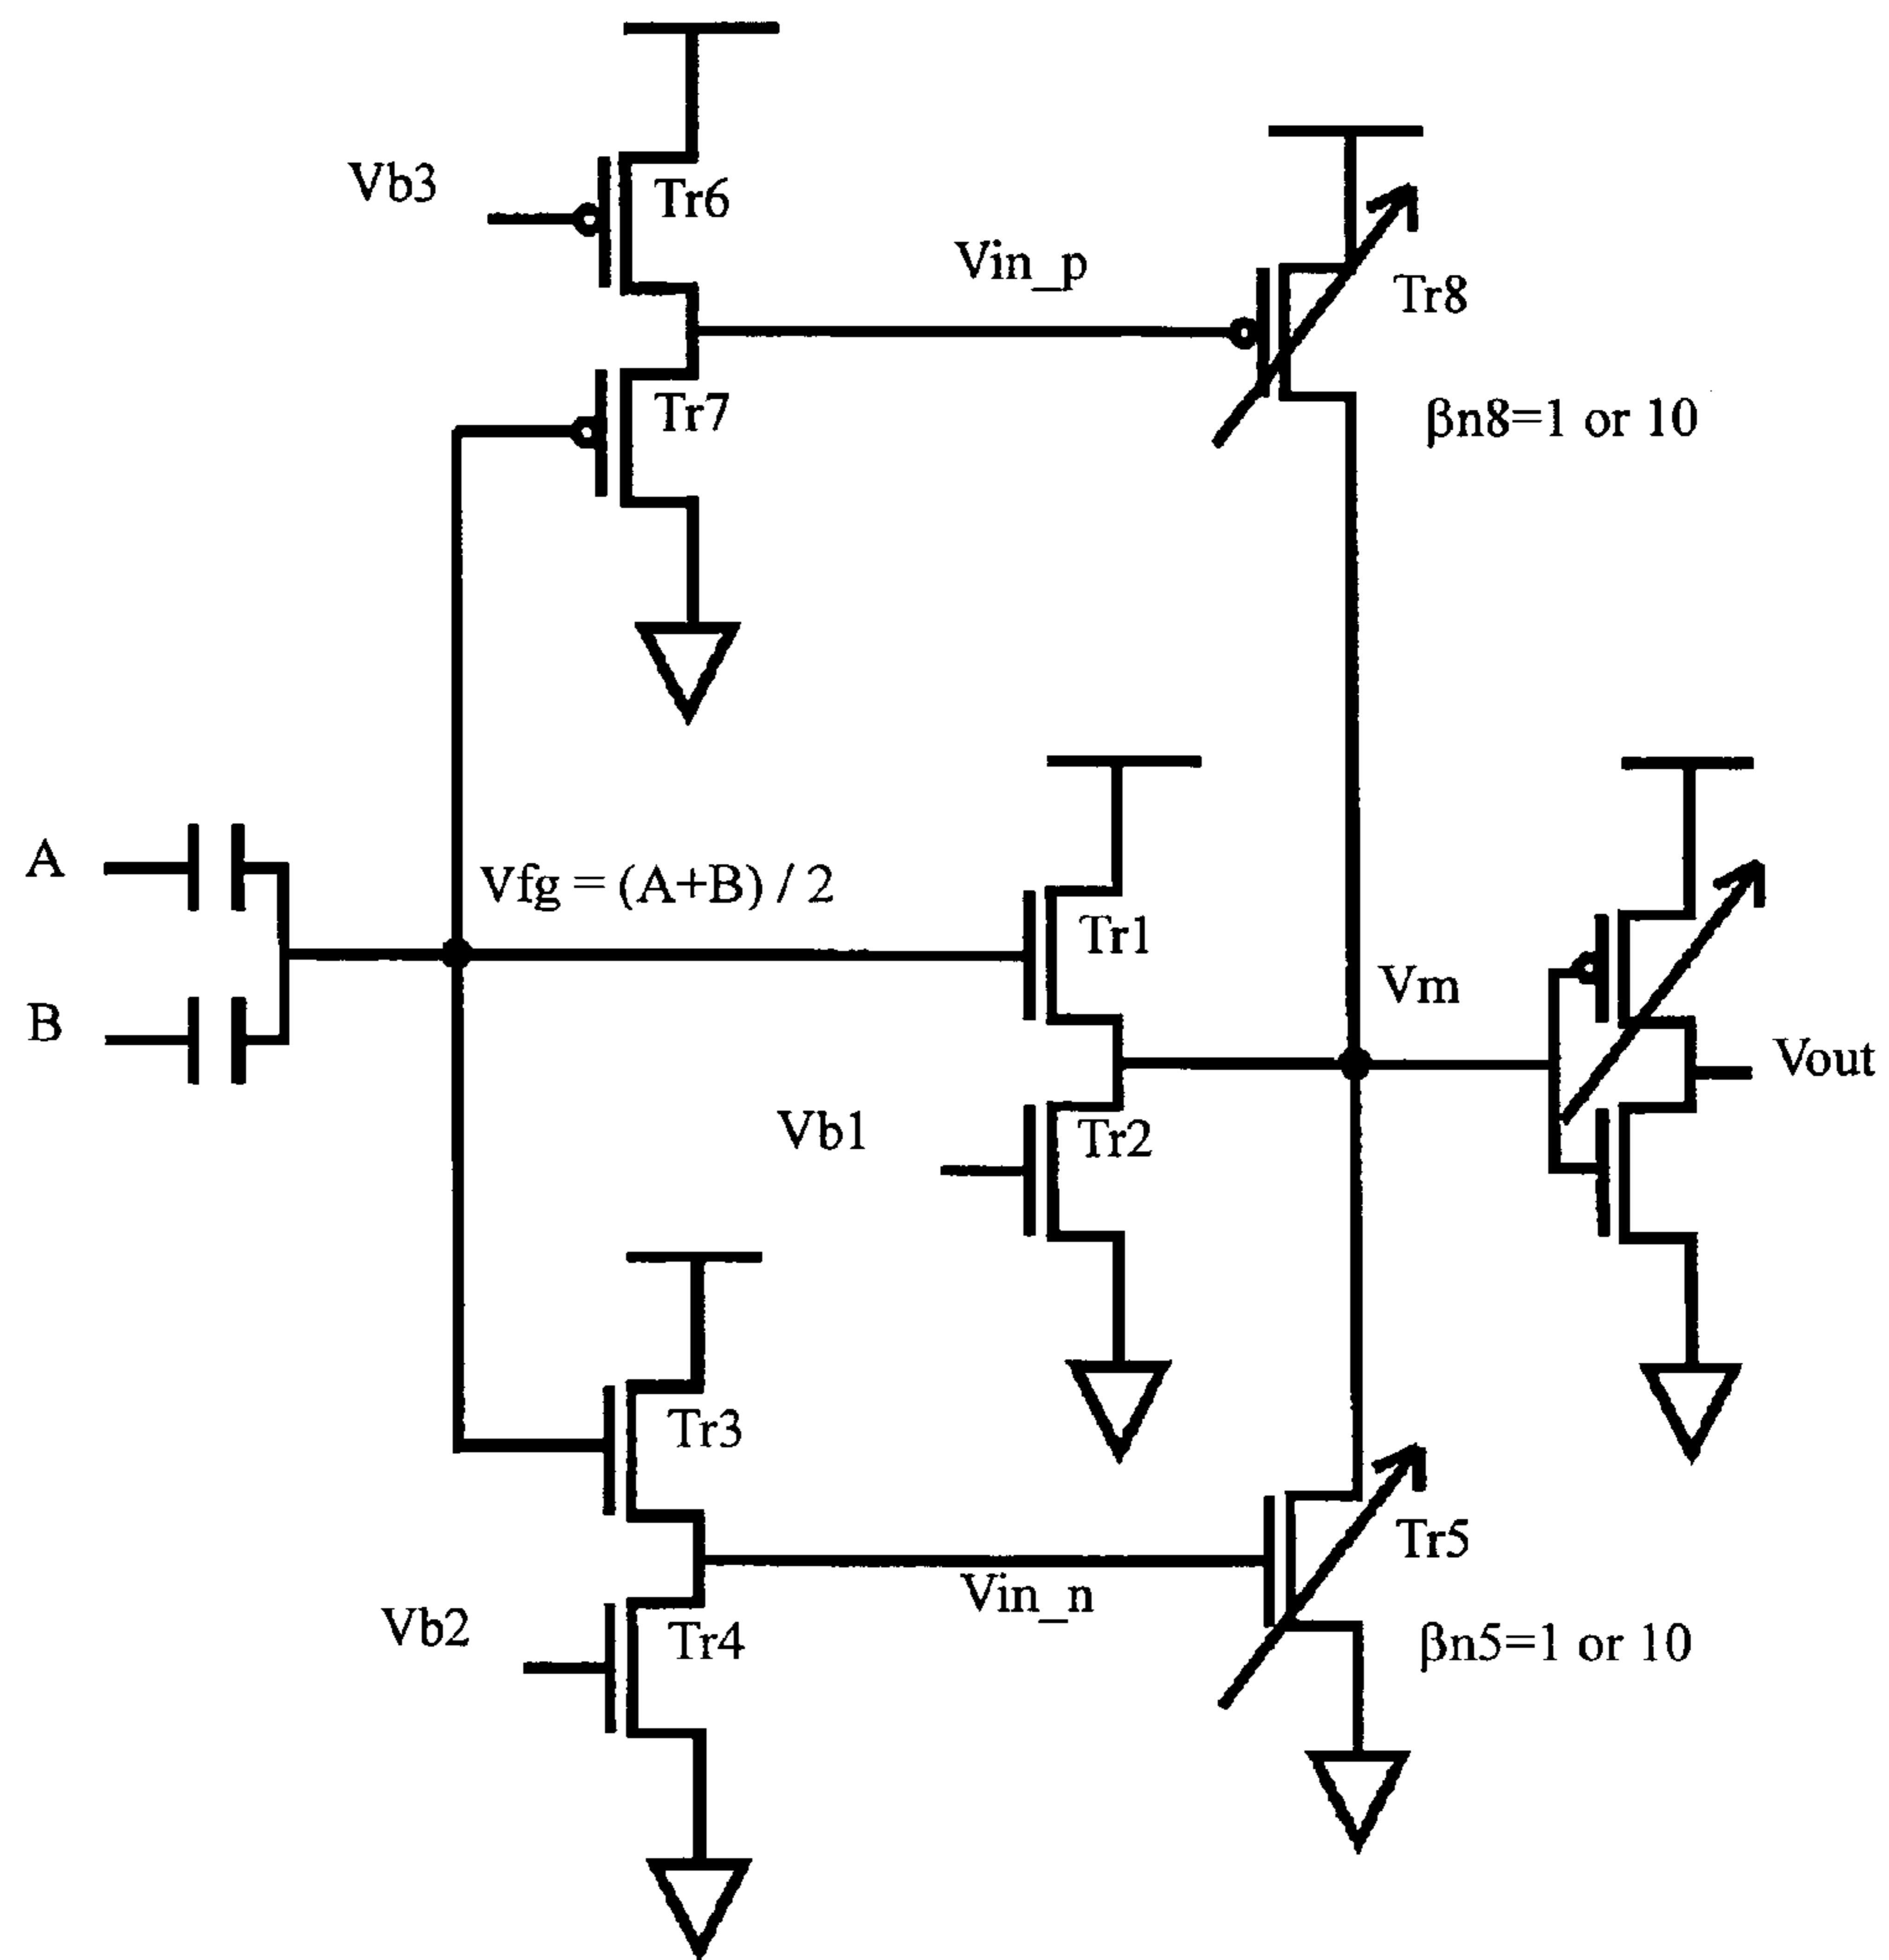 Vb3
Tr6
Vin_p
Tr8
Tr7
βn8=1 or 10
A
Vfg = (A+B) / 2
Tr1
B
Vm
Vout
Vb1
Tr2
Tr3
Tr5
Vin_n
Vb2
Tr4
βn5=1 or 10